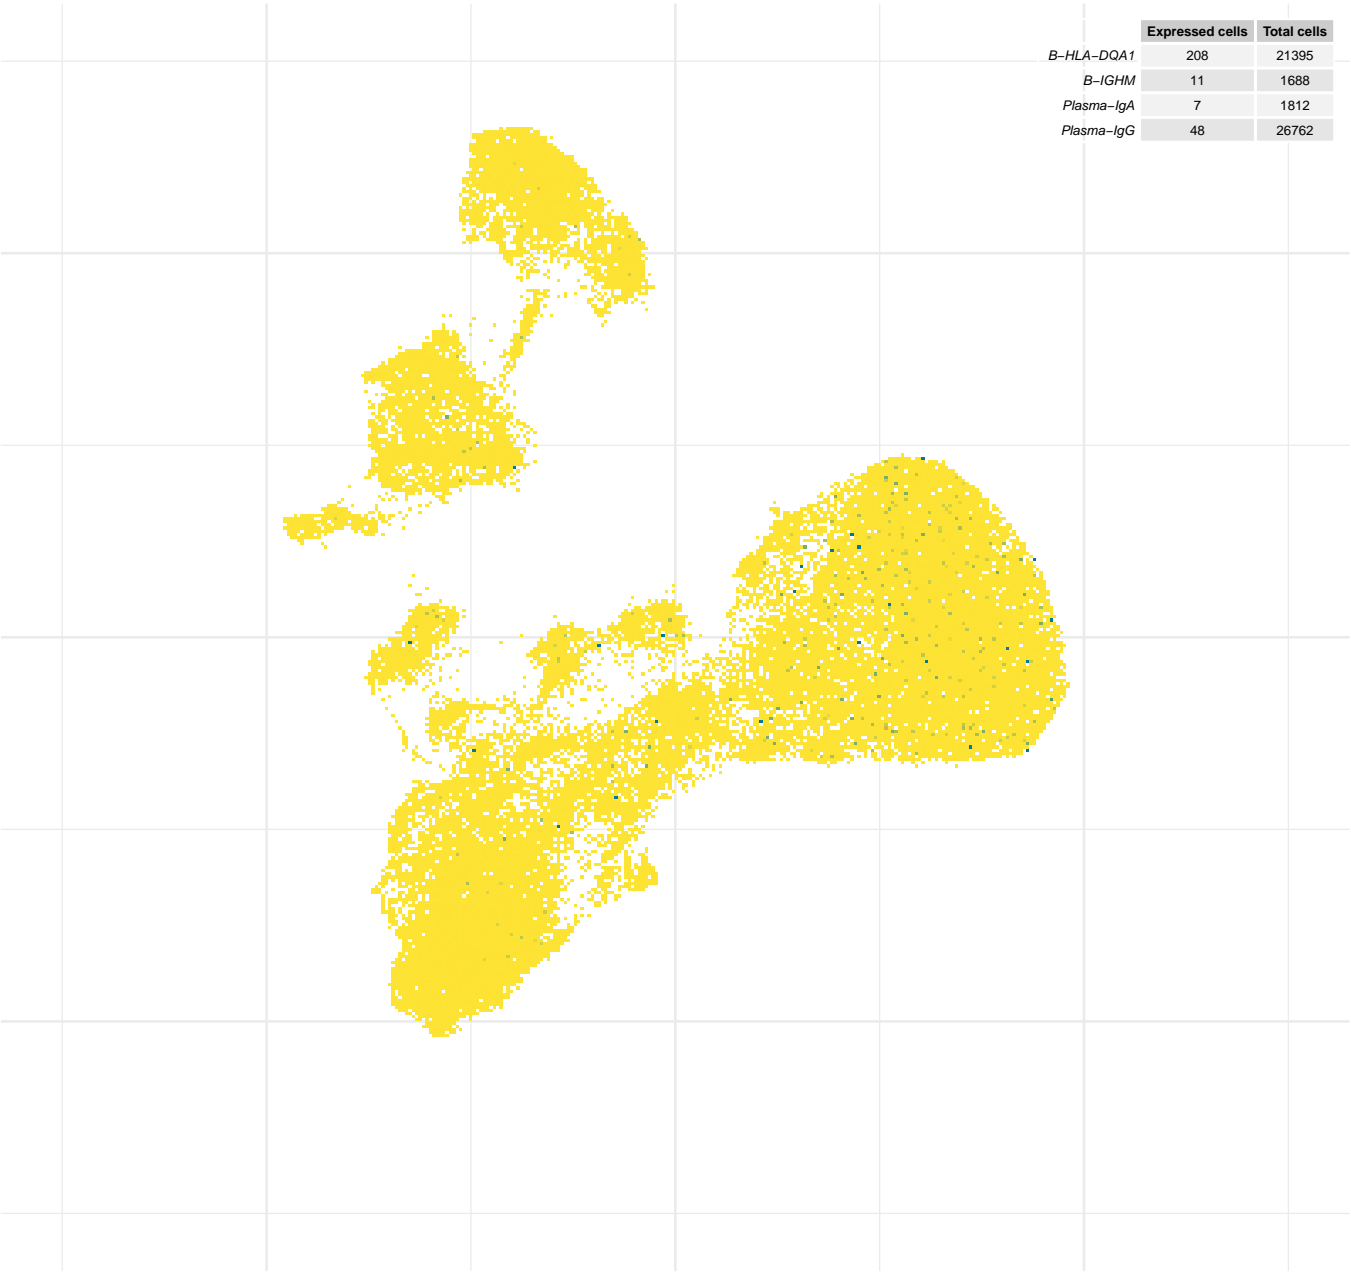 Expressed cells Total cells
B−HLA−DQA1 208 21395
B−IGHM 11 1688
Plasma−IgA 7 1812
Plasma−IgG 48 26762